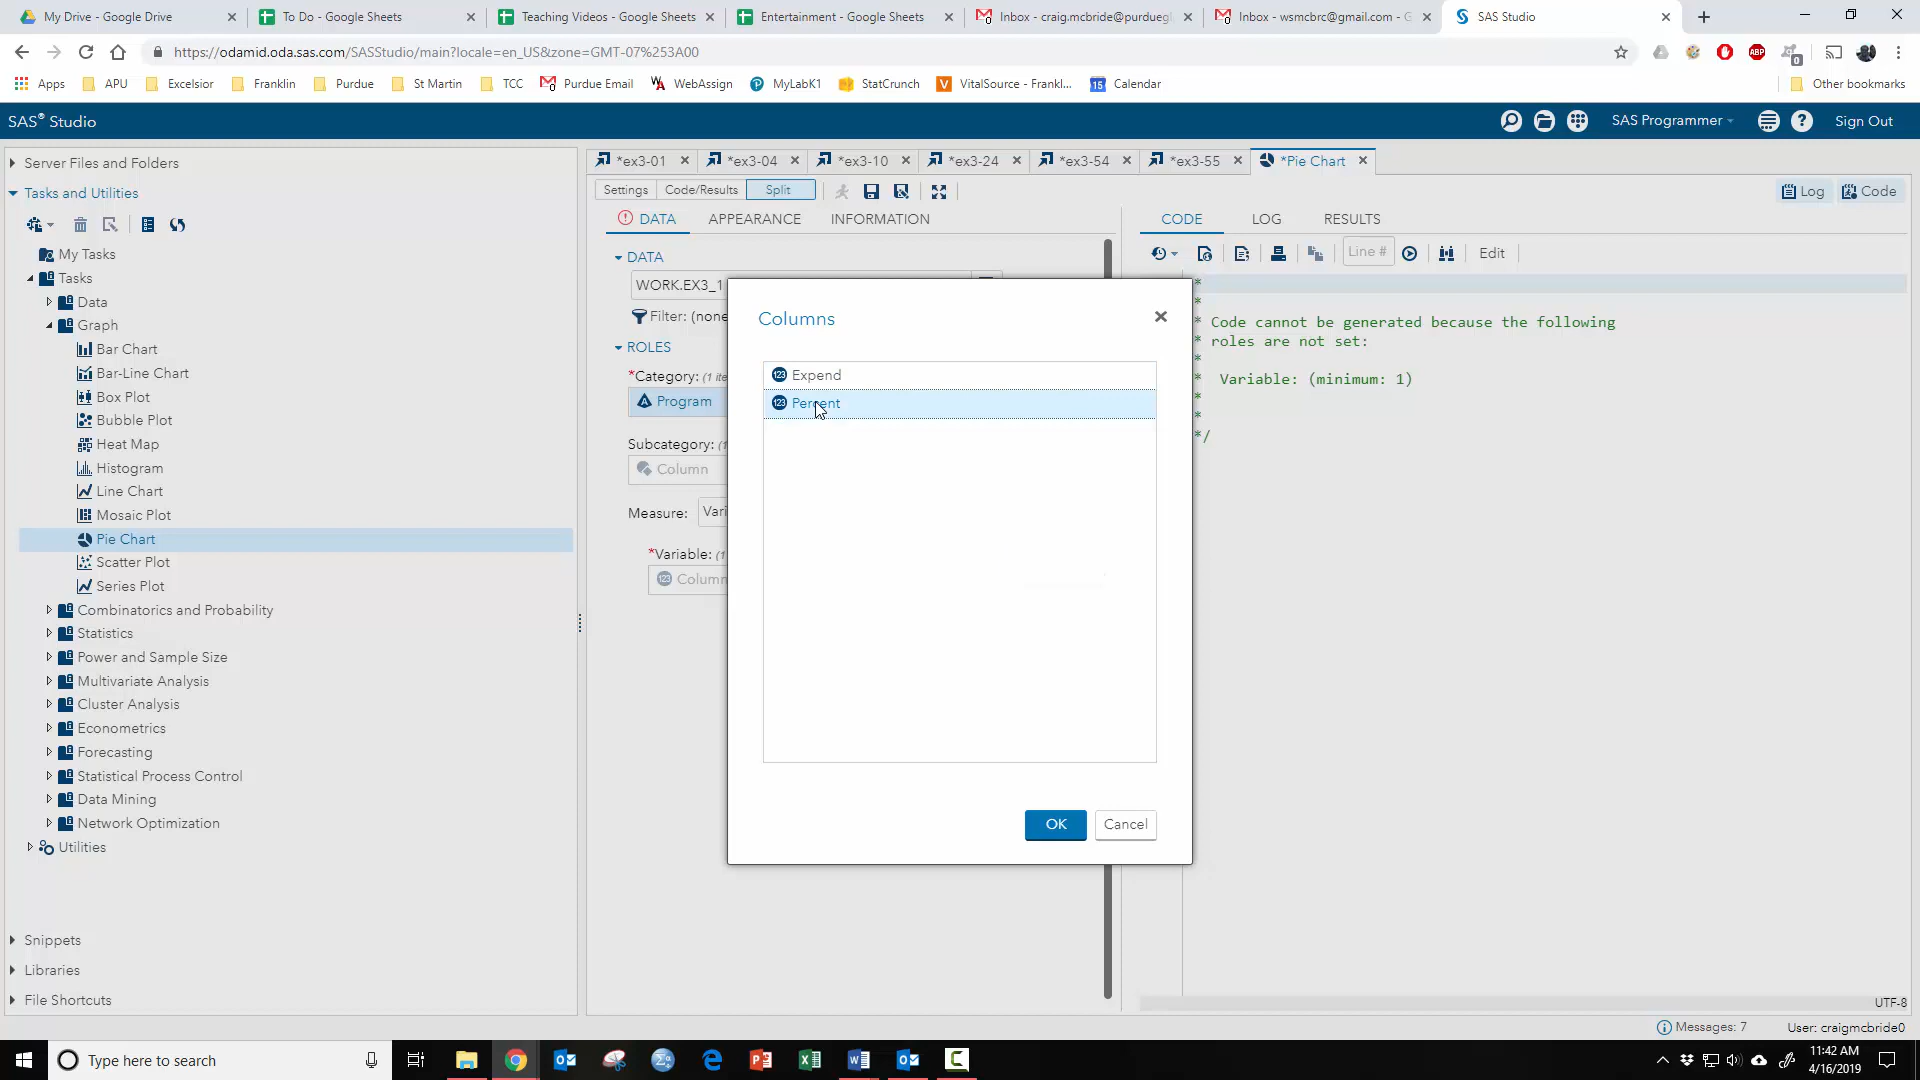 My Drive - Google Drive
To Do - Google Sheets
Teaching Videos - Google Sheets
Entertainment - Google Sheets
Inbox - craig.mcbride@purduegl
Inbox - wsmcbrc@gmail.com - G
SAS Studio
https://odamid.oda.sas.com/SASStudio/main?locale=en_US&zone=GMT-07%253A00
Apps APU Excelsior Franklin Purdue St Martin TCC Purdue Email WebAssign MyLabK1 StatCrunch VitalSource - Frankl... Calendar Other bookmarks
SAS® Studio
SAS Programmer
Sign Out
Server Files and Folders
Tasks and Utilities
My Tasks
Tasks
Data
Graph
Bar Chart
Bar-Line Chart
Box Plot
Bubble Plot
Heat Map
Histogram
Line Chart
Mosaic Plot
Pie Chart
Scatter Plot
Series Plot
Combinatorics and Probability
Statistics
Power and Sample Size
Multivariate Analysis
Cluster Analysis
Econometrics
Forecasting
Statistical Process Control
Data Mining
Network Optimization
Utilities
Snippets
Libraries
File Shortcuts
*ex3-01 *ex3-04 *ex3-10 *ex3-24 *ex3-54 *ex3-55 *Pie Chart
Settings Code/Results Split
Log Code
DATA APPEARANCE INFORMATION
DATA
WORK.EX3_1
Filter: (none
ROLES
*Category: (1 ite
Program
Subcategory: (1
Column
Measure: Vari
*Variable: (1
123 Column
Columns
123 Expend
123 Percent
OK Cancel
CODE LOG RESULTS
Line # Edit
*
*
* Code cannot be generated because the following
* roles are not set:
*
* Variable: (minimum: 1)
*
*
*/
UTF-8
Messages: 7
User: craigmcbride0
Type here to search
11:42 AM
4/16/2019